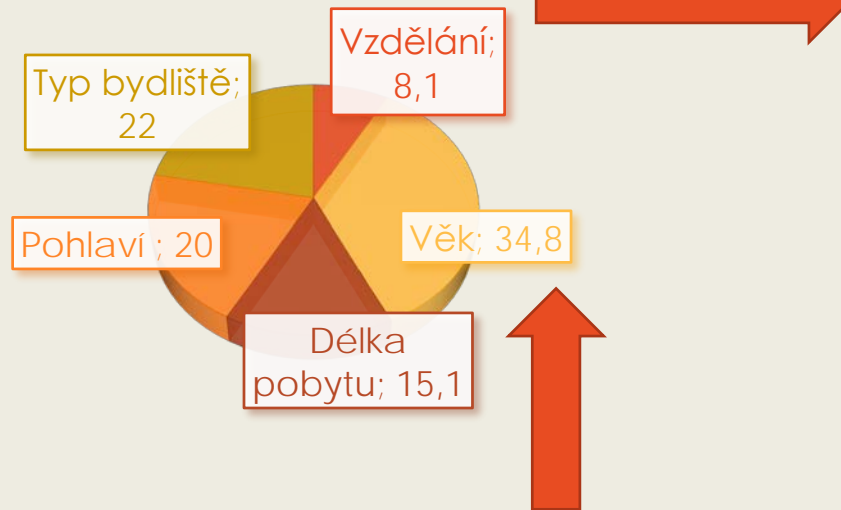 Vzdělání;
8,1
Typ bydliště;
22
Pohlaví ; 20
Věk; 34,8
Délka
pobytu; 15,1